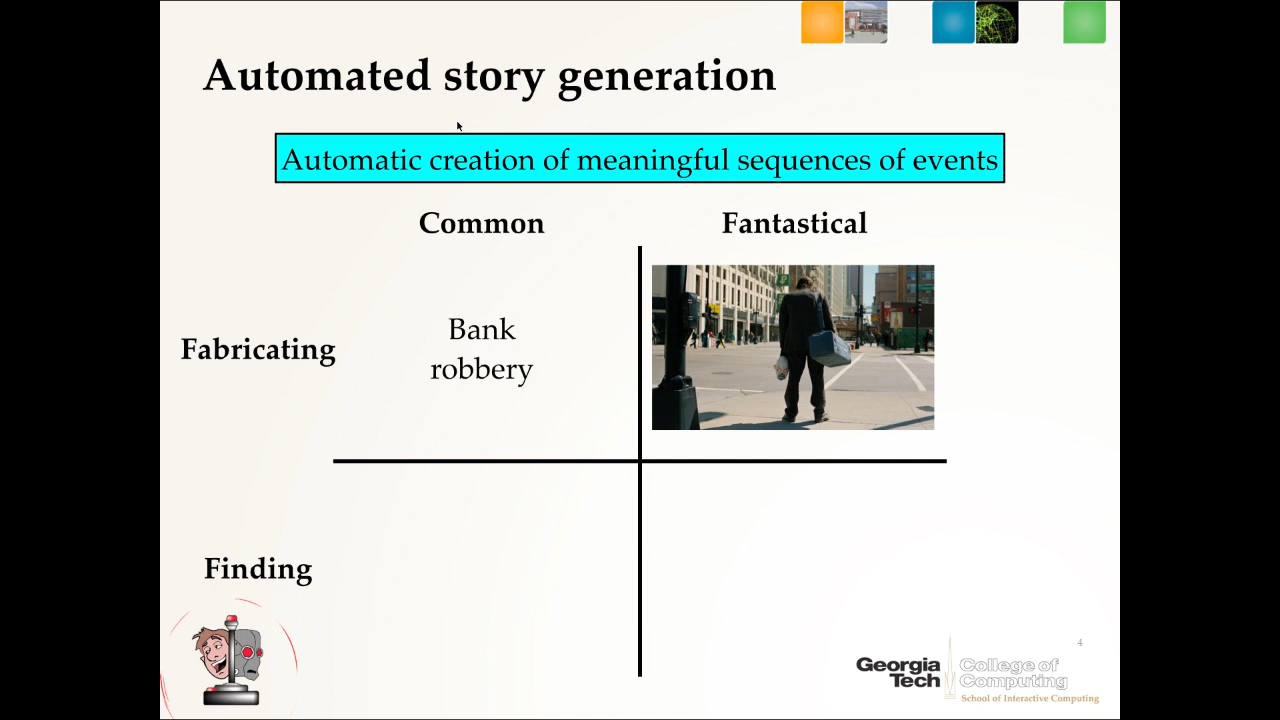 Automated story generation
Automatic creation of meaningful sequences of events
Common
Fantastical
Fabricating
Bank
robbery
P
Finding
4
Georgia
Tech
College of
Computing
School of Interactive Computing